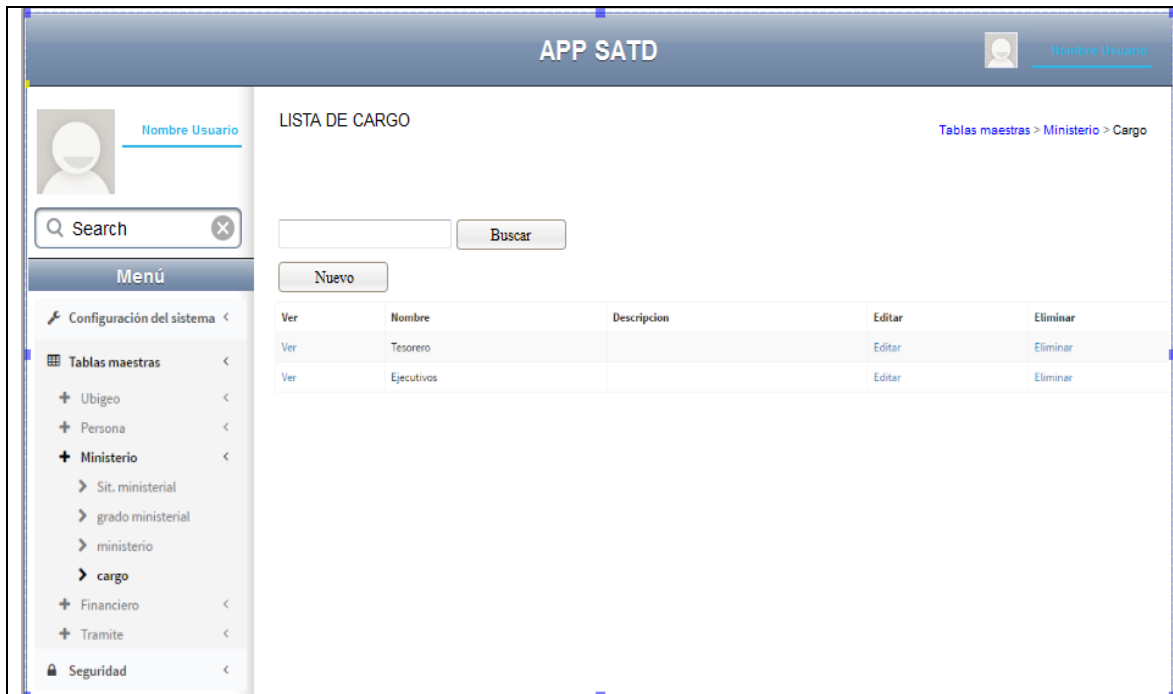 APP SATD
Nombre Usuario
Nombre Usuario
Search
Menú
Configuración del sistema
Tablas maestras
Ubigeo
Persona
Ministerio
Sit. ministerial
grado ministerial
ministerio
cargo
Financiero
Tramite
Seguridad
LISTA DE CARGO
Tablas maestras > Ministerio > Cargo
Buscar
Nuevo
Ver Nombre Descripcion Editar Eliminar
Ver Tesorero Editar Eliminar
Ver Ejecutivos Editar Eliminar